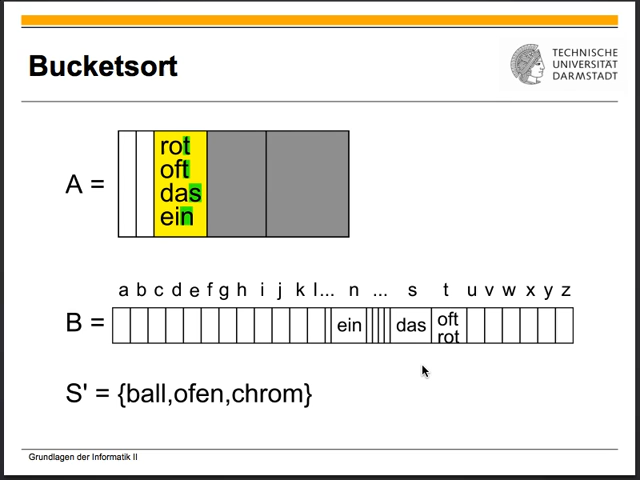 Bucketsort
TECHNISCHE
UNIVERSITÄT
DARMSTADT
A =
rot
oft
das
ein
a b c d e f g h i j k l... n ... s t u v w x y z
B =
ein das oft
rot
S' = {ball,ofen,chrom}
Grundlagen der Informatik II